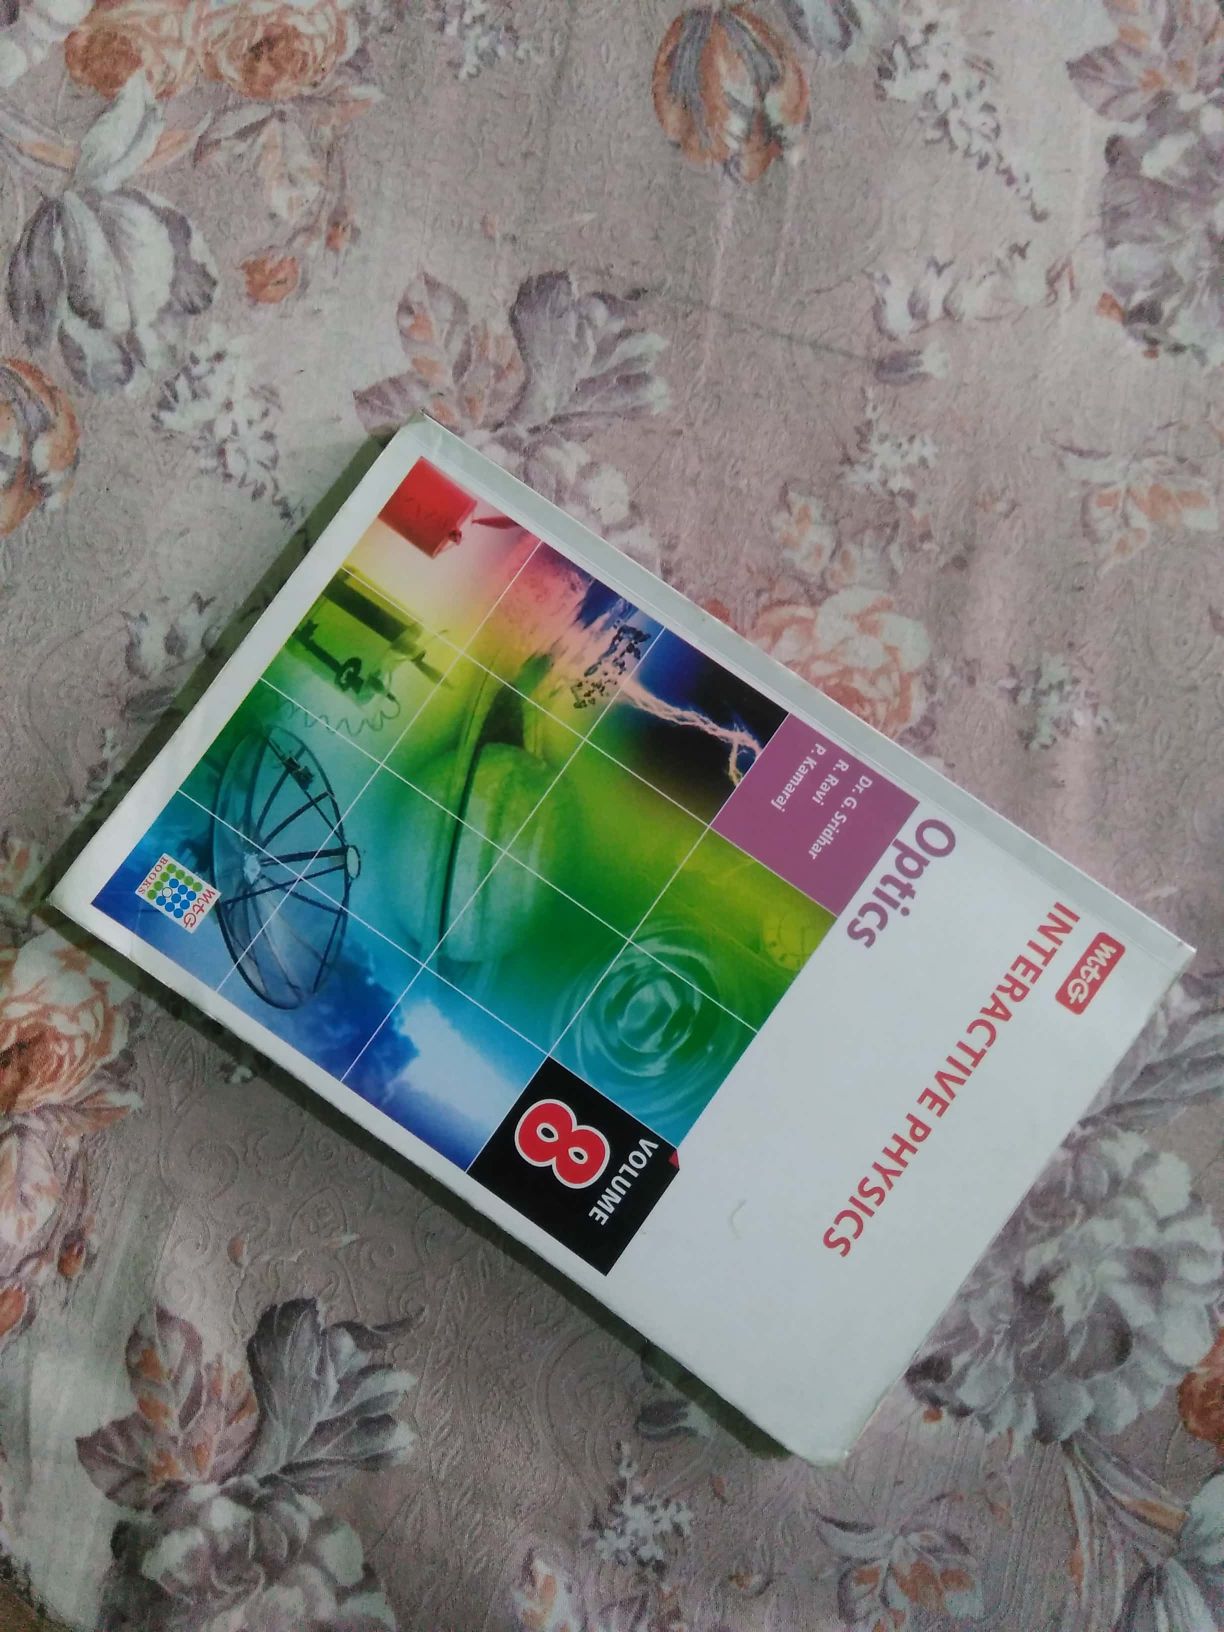 mtG
INTERACTIVE PHYSICS
Optics
Dr. G. Sridhar
R. Ravi
P. Kamaraj
VOLUME
8
mtG
BOOKS